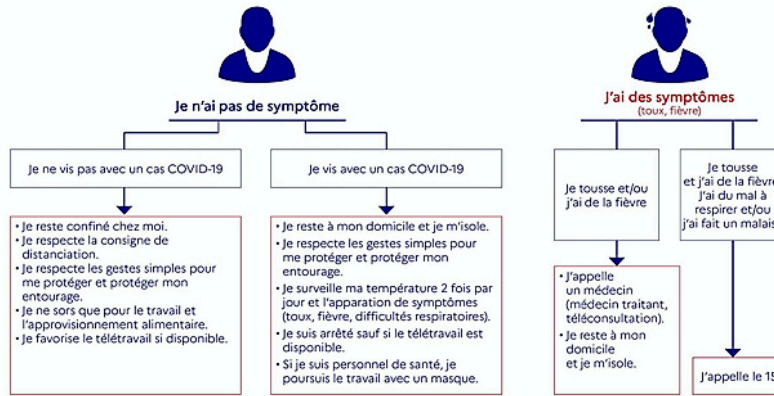 Je n'ai pas de symptôme
Je ne vis pas avec un cas COVID-19
• Je reste confiné chez moi.
• Je respecte la consigne de
distanciation.
• Je respecte les gestes simples pour
me protéger et protéger mon
entourage.
• Je ne sors que pour le travail et
l'approvisionnement alimentaire.
• Je favorise le télétravail si disponible.
Je vis avec un cas COVID-19
• Je reste à mon domicile et je m'isole.
• Je respecte les gestes simples pour
me protéger et protéger mon
entourage.
• Je surveille ma température 2 fois par
jour et l'apparation de symptômes
(toux, fièvre, difficultés respiratoires).
• Je suis arrêté sauf si le télétravail est
disponible.
• Si je suis personnel de santé, je
poursuis le travail avec un masque.
J'ai des symptômes
(toux, fièvre)
Je tousse et/ou
j'ai de la fièvre
• J'appelle
un médecin
(médecin traitant,
téléconsultation).
• Je reste à mon
domicile
et je m'isole.
Je tousse
et j'ai de la fièvre
J'ai du mal à
respirer et/ou
j'ai fait un malais
J'appelle le 15